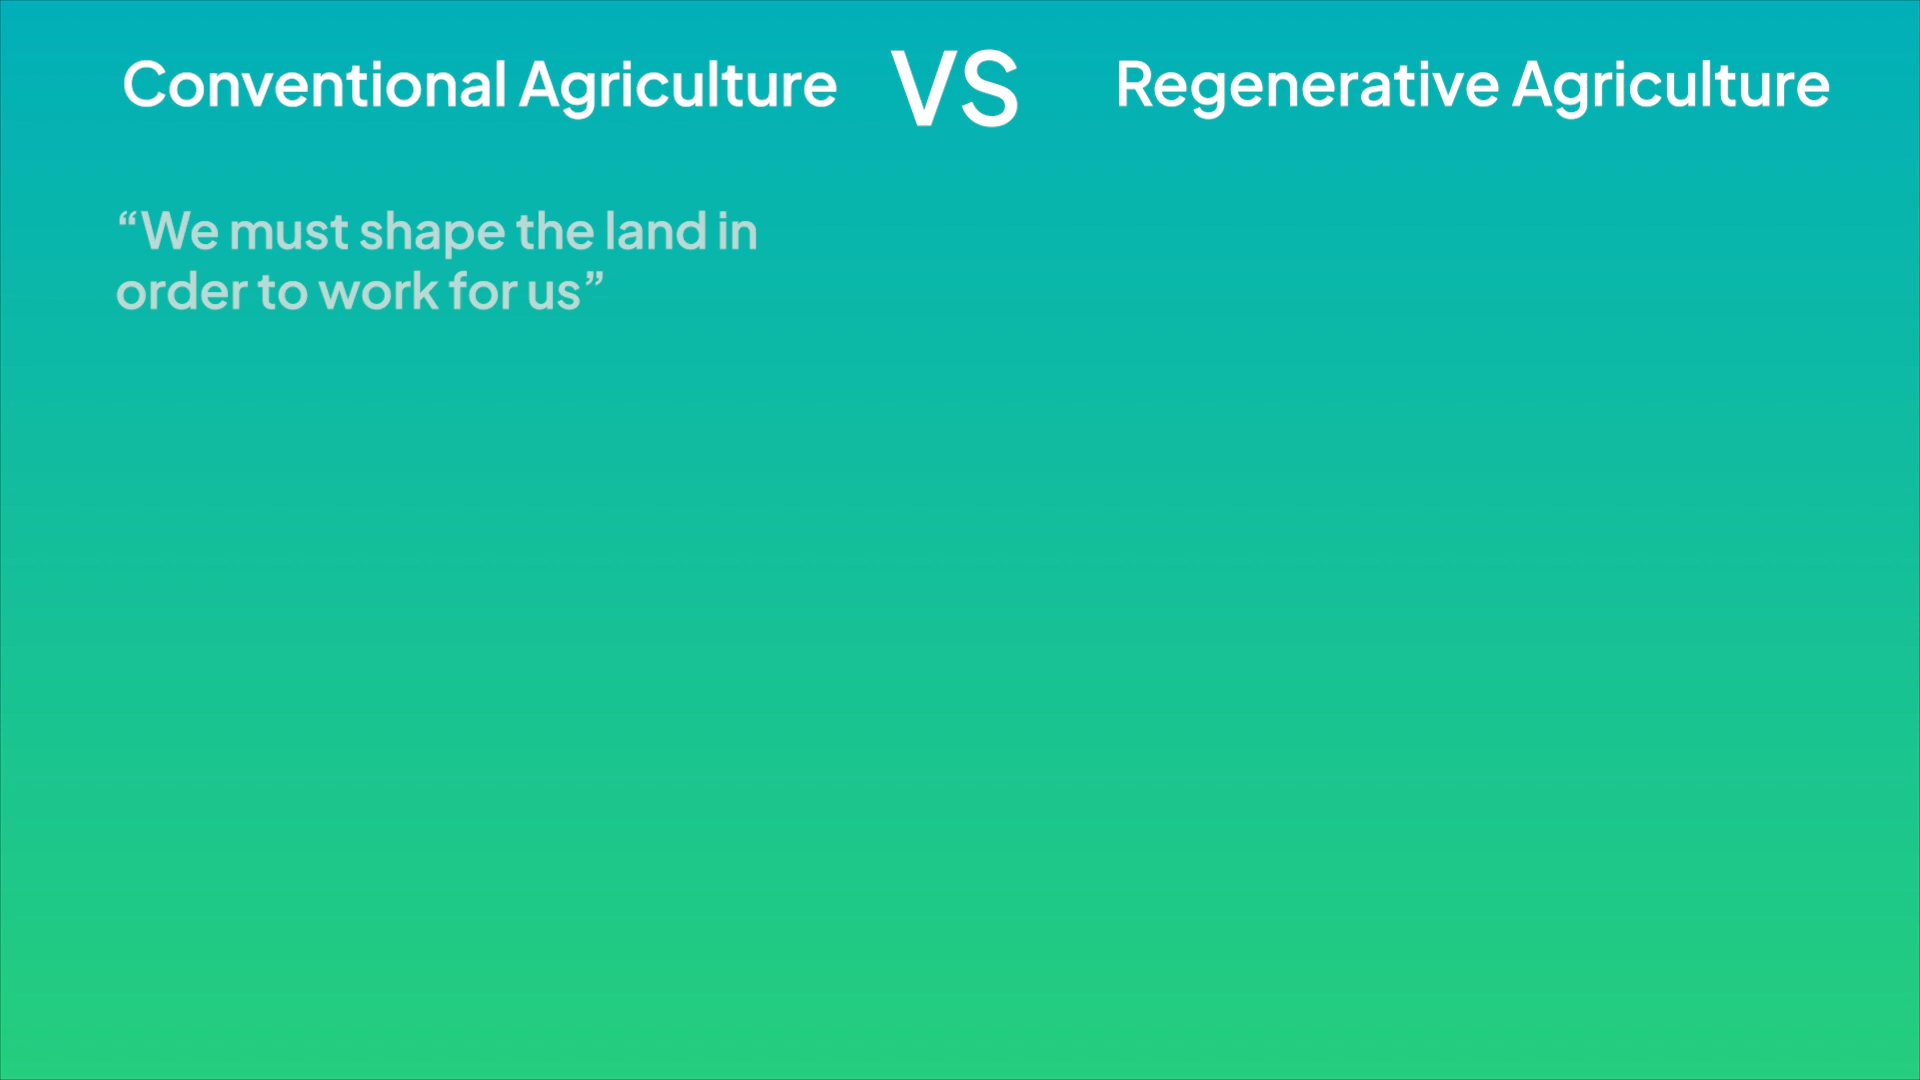 Conventional Agriculture VS Regenerative Agriculture
“We must shape the land in
order to work for us”